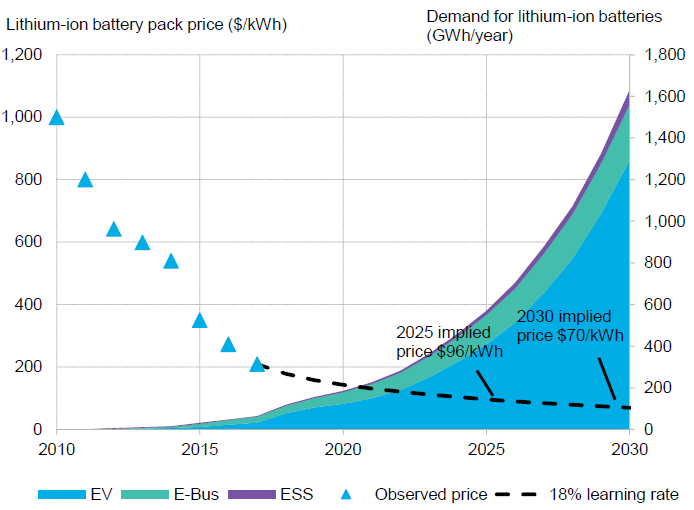 Lithium-ion battery pack price ($/kWh)
Demand for lithium-ion batteries
(GWh/year)
1,200
1,000
800
600
400
200
0
1,800
1,600
1,400
1,200
1,000
800
600
400
200
0
2025 implied
price $96/kWh
2030 implied
price $70/kWh
2010 2015 2020 2025 2030
EV E-Bus ESS Observed price 18% learning rate